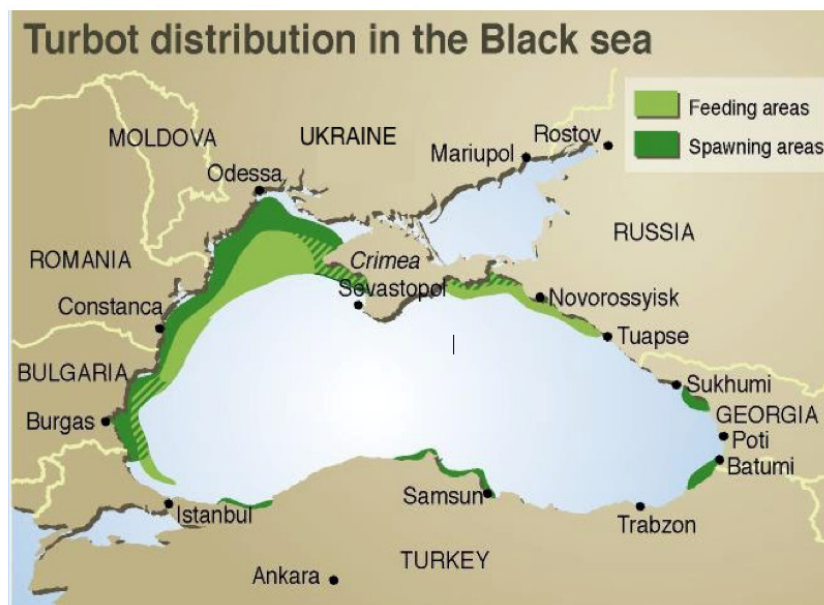 Turbot distribution in the Black sea
Feeding areas
Spawning areas
MOLDOVA
UKRAINE
Mariupol
Rostov
Odessa
RUSSIA
ROMANIA
Crimea
Sevastopol
Novorossyisk
Constanca
Tuapse
BULGARIA
Sukhumi
GEORGIA
Burgas
Poti
Batumi
Istanbul
Samsun
Trabzon
TURKEY
Ankara